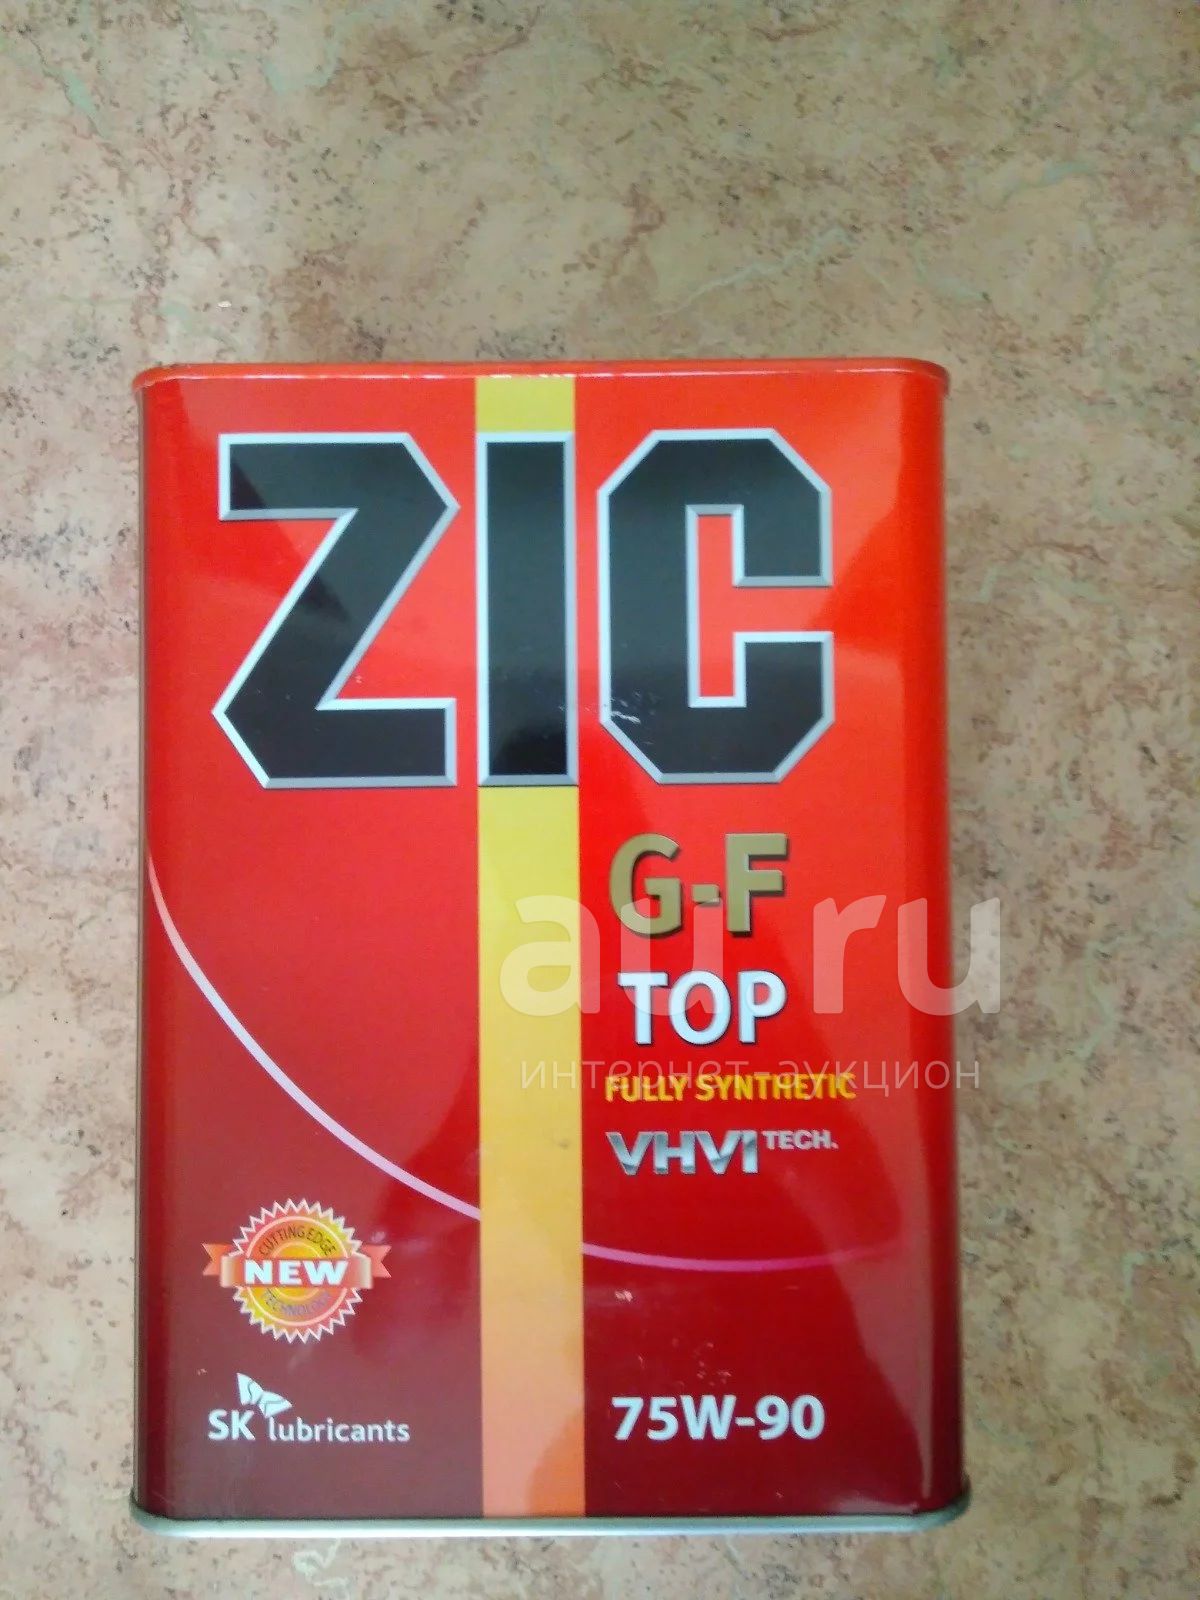 ZIC
G-F
au.ru
TOP
интернет-аукцион
FULLY SYNTHETIC
VHVI TECH.
CUTTING EDGE
NEW
TECHNOLOGY
SK lubricants
75W-90